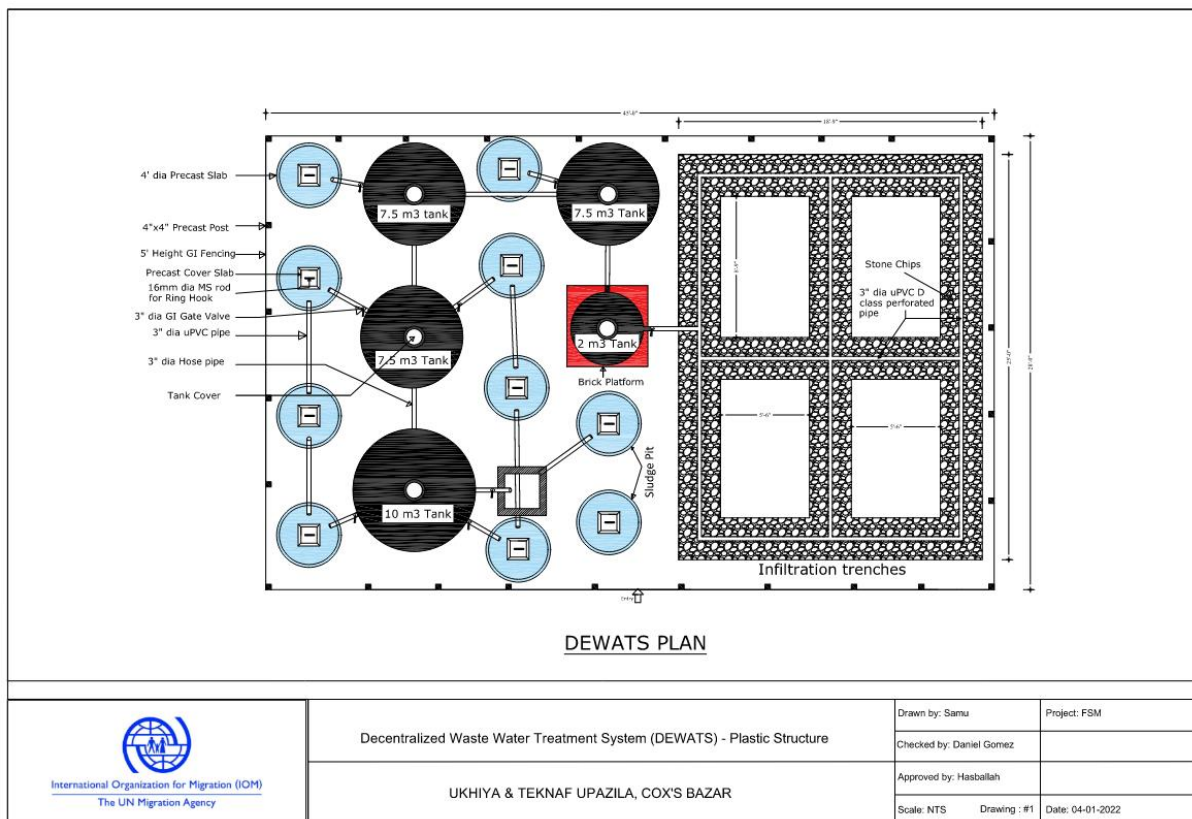 4' dia Precast Slab
4"x4" Precast Post
5' Height GI Fencing
Precast Cover Slab
16mm dia MS rod
for Ring Hook
3" dia GI Gate Valve
3" dia uPVC pipe
3" dia Hose pipe
Tank Cover
7.5 m3 tank
7.5 m3 tank
7.5 m3 Tank
2 m3 Tank
Brick Platform
10 m3 Tank
Sludge Pit
Stone Chips
3" dia uPVC D
class perforated
pipe
5'-6"
5'-6"
Infiltration trenches
DEWATS PLAN
International Organization for Migration (IOM)
The UN Migration Agency
Decentralized Waste Water Treatment System (DEWATS) - Plastic Structure
UKHIYA & TEKNAF UPAZILA, COX'S BAZAR
Drawn by: Samu
Project: FSM
Checked by: Daniel Gomez
Approved by: Hasballah
Scale: NTS
Drawing : #1
Date: 04-01-2022